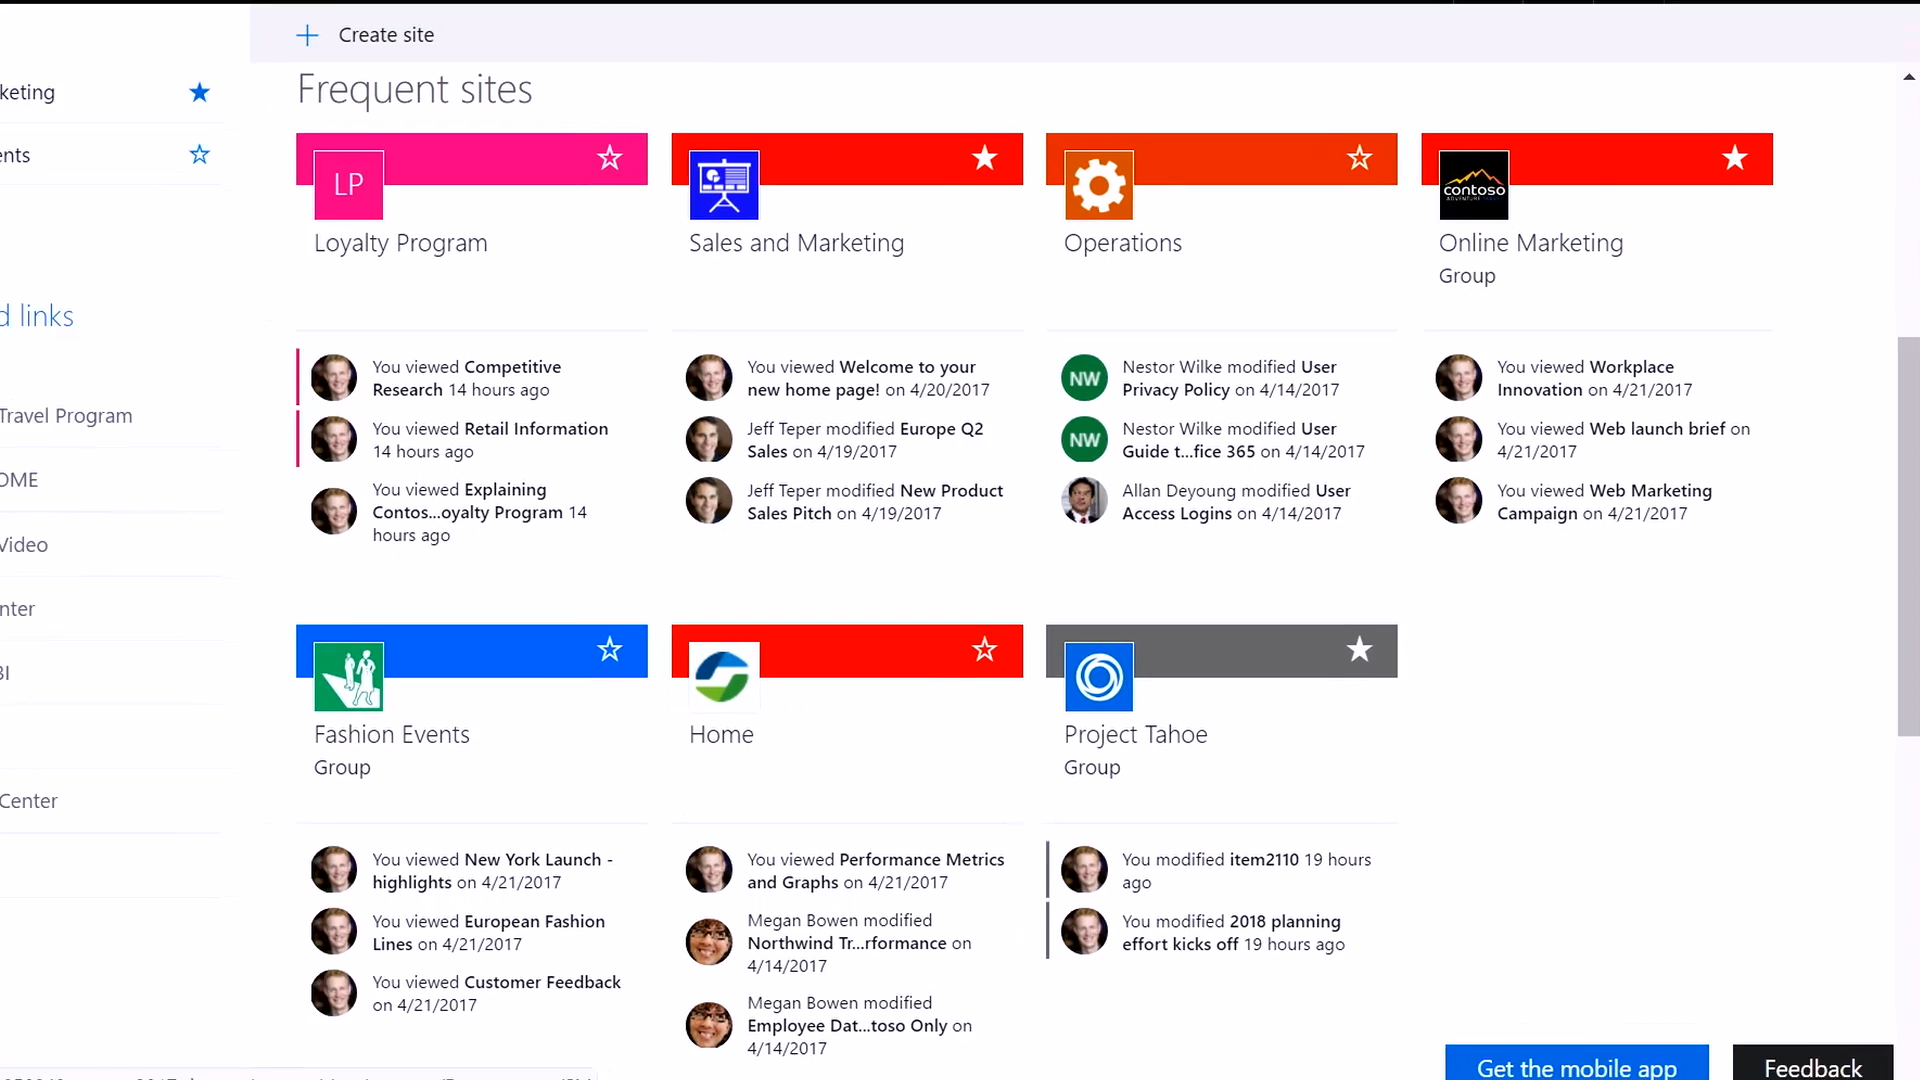 Create site
keting
ents
d links
Travel Program
OME
Video
nter
BI
Center
Frequent sites
LP
Loyalty Program
You viewed Competitive
Research 14 hours ago
You viewed Retail Information
14 hours ago
You viewed Explaining
Contos...oyalty Program 14
hours ago
Sales and Marketing
You viewed Welcome to your
new home page! on 4/20/2017
Jeff Teper modified Europe Q2
Sales on 4/19/2017
Jeff Teper modified New Product
Sales Pitch on 4/19/2017
Operations
NW
Nestor Wilke modified User
Privacy Policy on 4/14/2017
NW
Nestor Wilke modified User
Guide t...fice 365 on 4/14/2017
Allan Deyoung modified User
Access Logins on 4/14/2017
contoso
Online Marketing
Group
You viewed Workplace
Innovation on 4/21/2017
You viewed Web launch brief on
4/21/2017
You viewed Web Marketing
Campaign on 4/21/2017
Fashion Events
Group
You viewed New York Launch -
highlights on 4/21/2017
You viewed European Fashion
Lines on 4/21/2017
You viewed Customer Feedback
on 4/21/2017
Home
You viewed Performance Metrics
and Graphs on 4/21/2017
Megan Bowen modified
Northwind Tr...rformance on
4/14/2017
Megan Bowen modified
Employee Dat...toso Only on
4/14/2017
Project Tahoe
Group
You modified item2110 19 hours
ago
You modified 2018 planning
effort kicks off 19 hours ago
Get the mobile app
Feedback